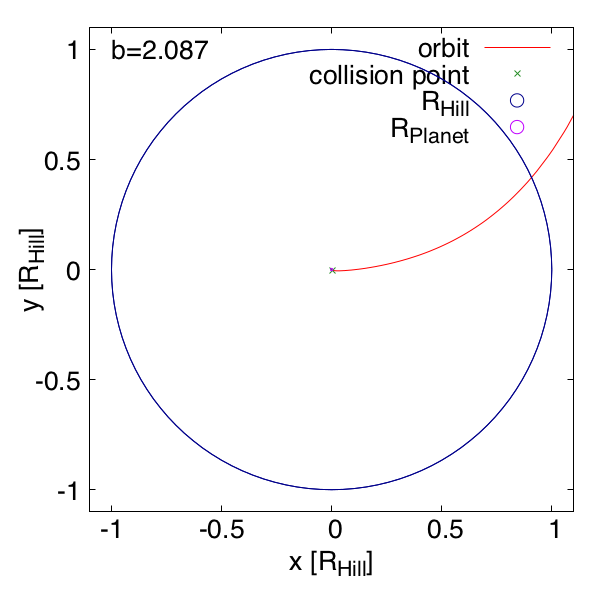 b=2.087
orbit
collision point
R_Hill
R_Planet
1
0.5
0
-0.5
-1
y [R_Hill]
-1
-0.5
0
0.5
1
x [R_Hill]